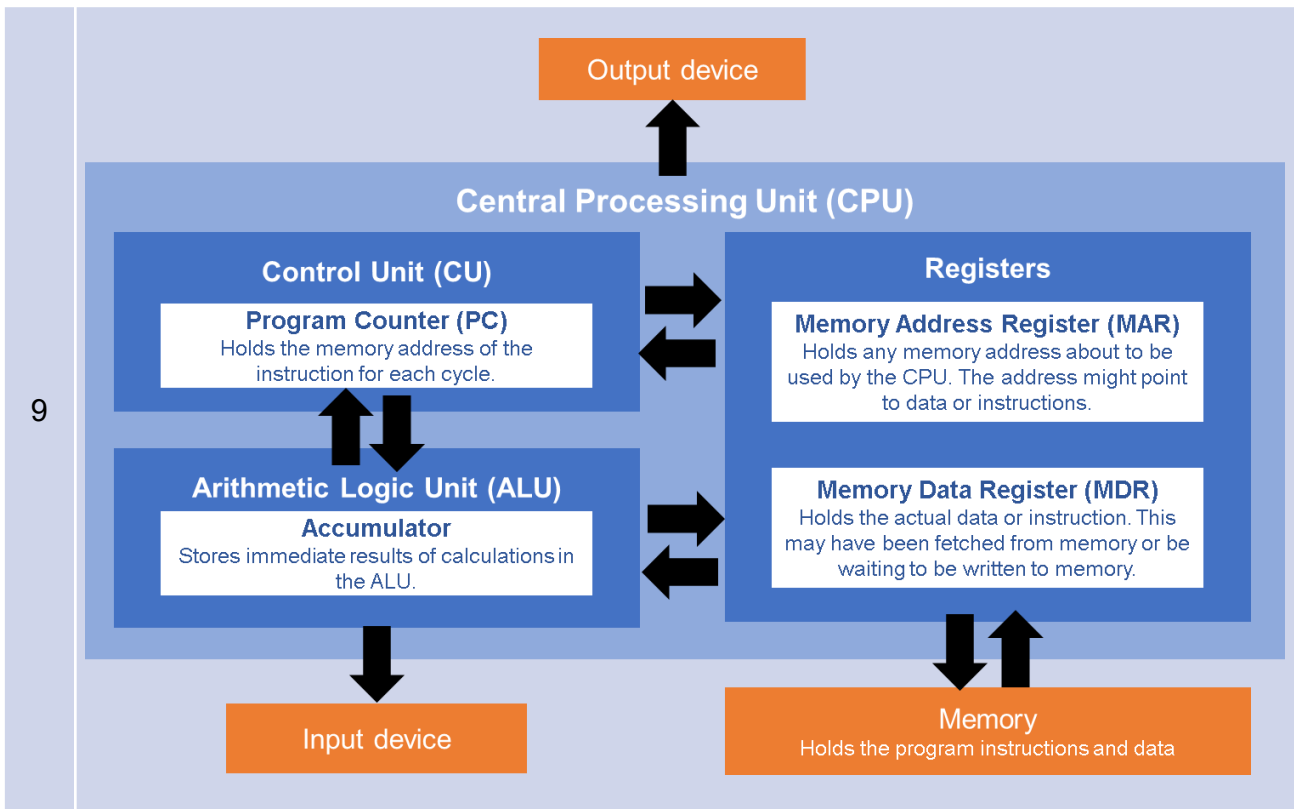 Output device
Central Processing Unit (CPU)
Control Unit (CU)
Program Counter (PC)
Holds the memory address of the
instruction for each cycle.
Registers
Memory Address Register (MAR)
Holds any memory address about to be
used by the CPU. The address might point
to data or instructions.
9
Arithmetic Logic Unit (ALU)
Accumulator
Stores immediate results of calculations in
the ALU.
Memory Data Register (MDR)
Holds the actual data or instruction. This
may have been fetched from memory or be
waiting to be written to memory.
Input device
Memory
Holds the program instructions and data